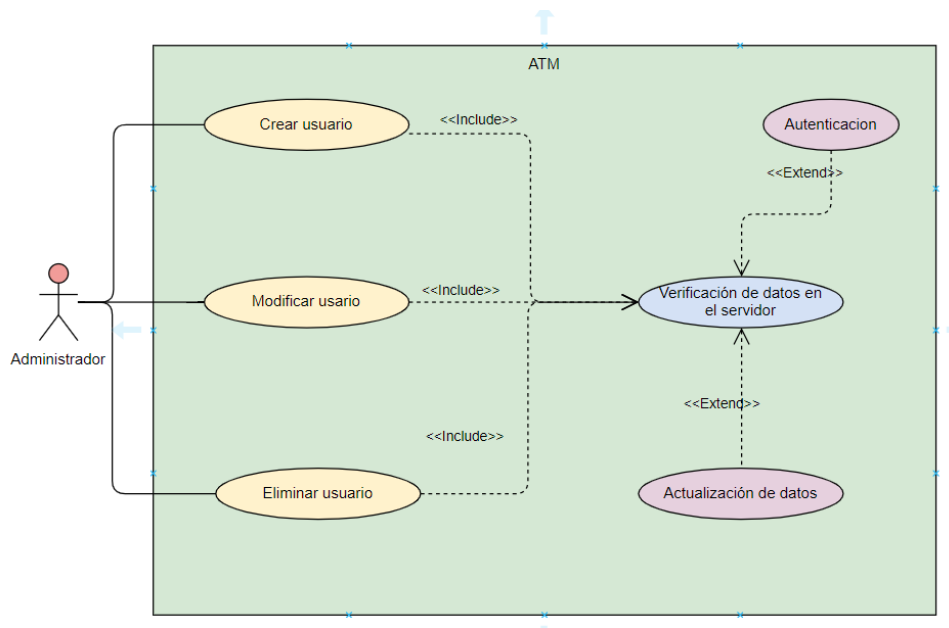 ATM
Crear usuario
<<Include>>
Autenticacion
<<Extend>>
Modificar usario
<<Include>>
Verificación de datos en
el servidor
Administrador
<<Extend>>
<<Include>>
Eliminar usuario
Actualización de datos